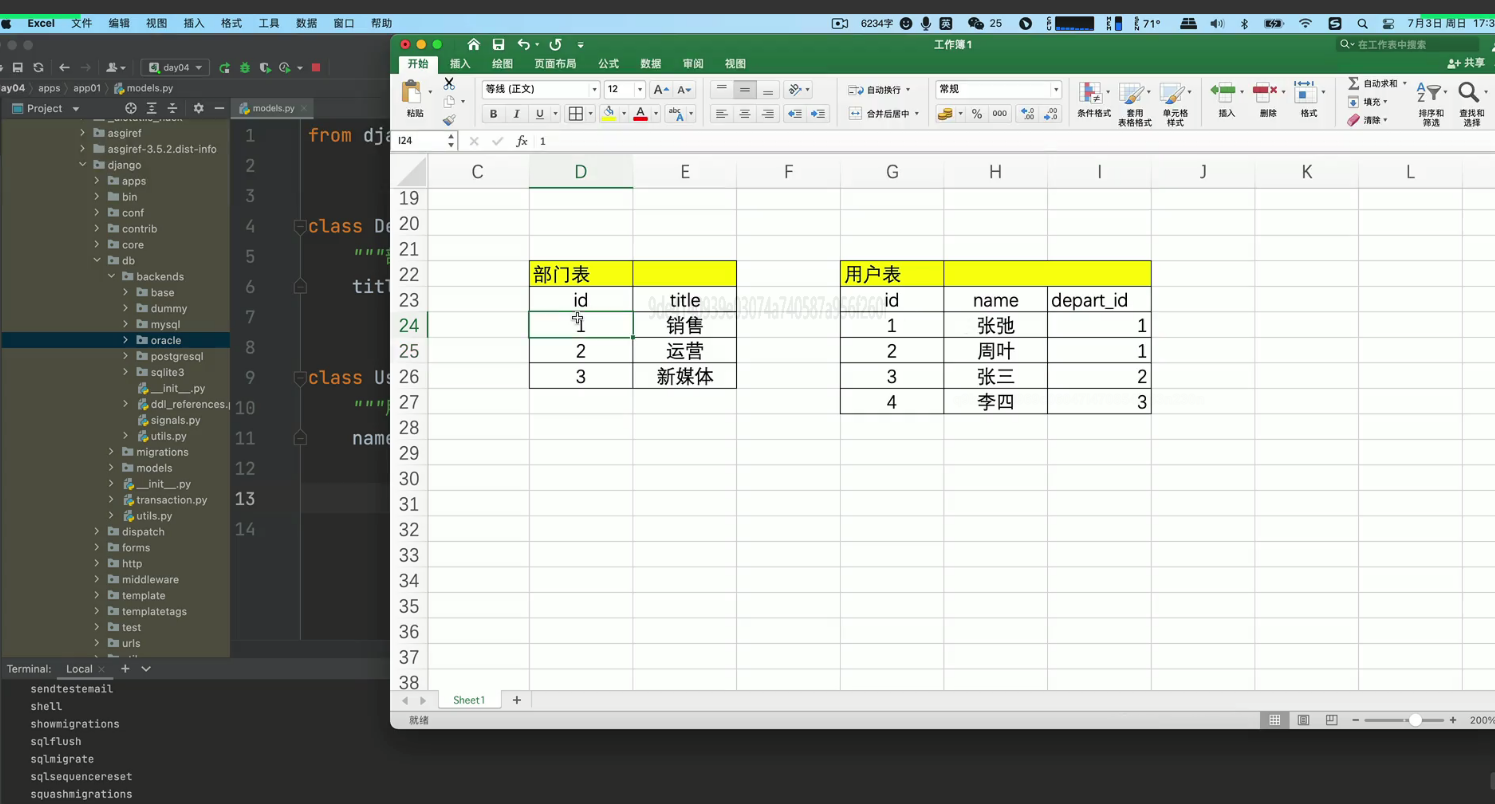 Excel 文件 编辑 视图 插入 格式 工具 数据 窗口 帮助 6234字 英 25 71° 7月3日 周日 17:3
工作簿1
在工作表中搜索
开始 插入 绘图 页面布局 公式 数据 审阅 视图 共享
粘贴
等线 (正文) 12 A A
B I U A abc
自动换行
合并后居中
常规
% 000
条件格式
套用
表格格式
单元格
样式
插入 删除 格式
自动求和
填充
清除
排序和
筛选
查找和
选择
I24 fx 1
C D E F G H I J K L
19
20
21
22 部门表 用户表
23 id title id name depart_id
24 1 销售 1 张弛 1
25 2 运营 2 周叶 1
26 3 新媒体 3 张三 2
27 4 李四 3
28
29
30
31
32
33
34
35
36
37
38
Sheet1 +
就绪 200%
day04
ay04 apps app01 models.py
Project models.py
asgiref
asgiref-3.5.2.dist-info
django
apps
bin
conf
contrib
core
db
backends
base
dummy
mysql
oracle
postgresql
sqlite3
__init__.py
ddl_references.
signals.py
utils.py
migrations
models
__init__.py
transaction.py
utils.py
dispatch
forms
http
middleware
template
templatetags
test
urls
1 from dja
2
3
4 class De
5 """
6 titl
7
8
9 class Us
10 """
11 name
12
13
14
Terminal: Local +
sendtestemail
shell
showmigrations
sqlflush
sqlmigrate
sqlsequencereset
squashmigrations